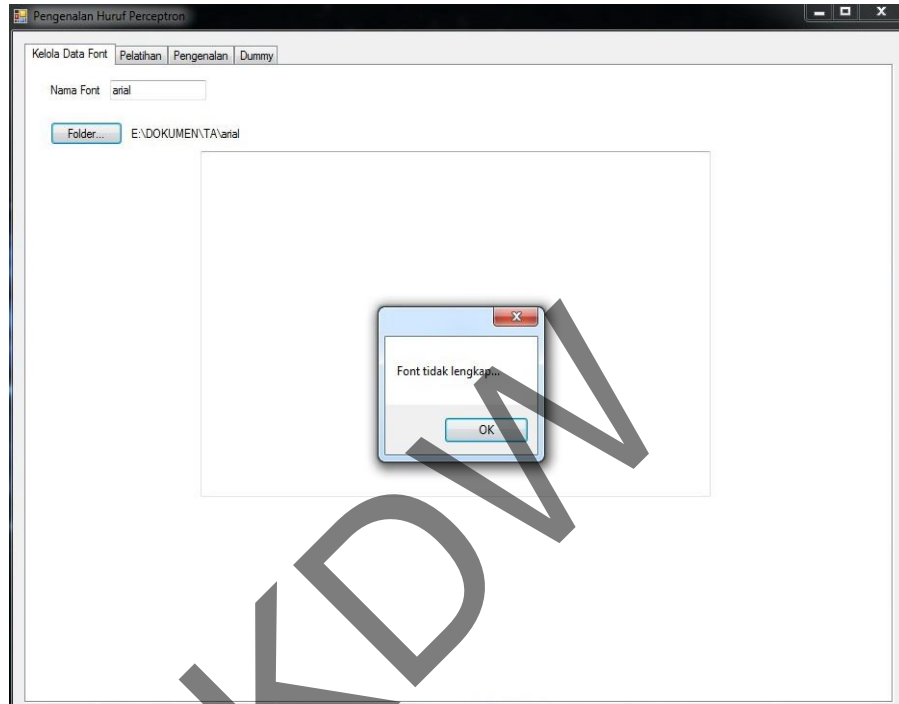 Pengenalan Huruf Perceptron
Kelola Data Font Pelatihan Pengenalan Dummy
Nama Font arial
Folder... E:\DOKUMEN\TA\arial
Font tidak lengkap...
OK
KDW